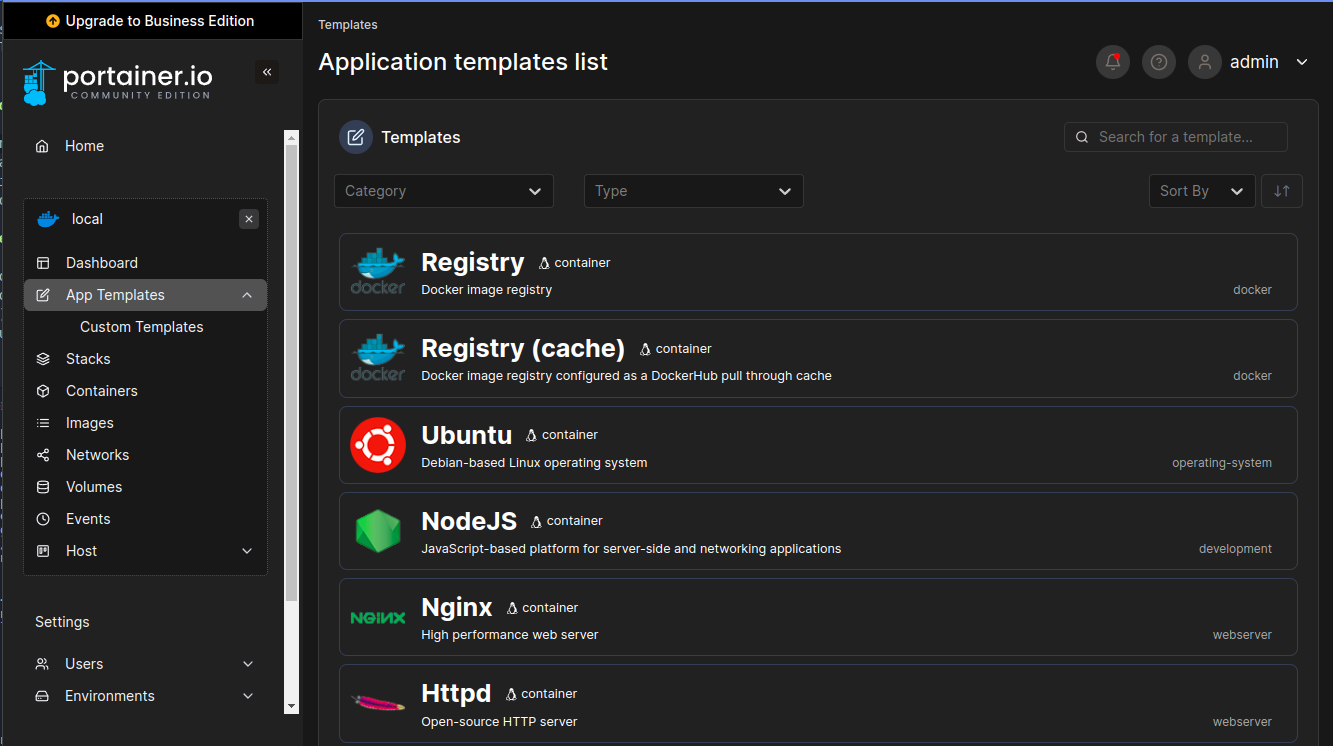 Upgrade to Business Edition
portainer.io
COMMUNITY EDITION
Home
local
Dashboard
App Templates
Custom Templates
Stacks
Containers
Images
Networks
Volumes
Events
Host
Settings
Users
Environments
Templates
Application templates list
admin
Templates
Search for a template...
Category
Type
Sort By
docker
Registry container
Docker image registry
docker
docker
Registry (cache) container
Docker image registry configured as a DockerHub pull through cache
docker
Ubuntu container
Debian-based Linux operating system
operating-system
NodeJS container
JavaScript-based platform for server-side and networking applications
development
NGINX
Nginx container
High performance web server
webserver
Httpd container
Open-source HTTP server
webserver